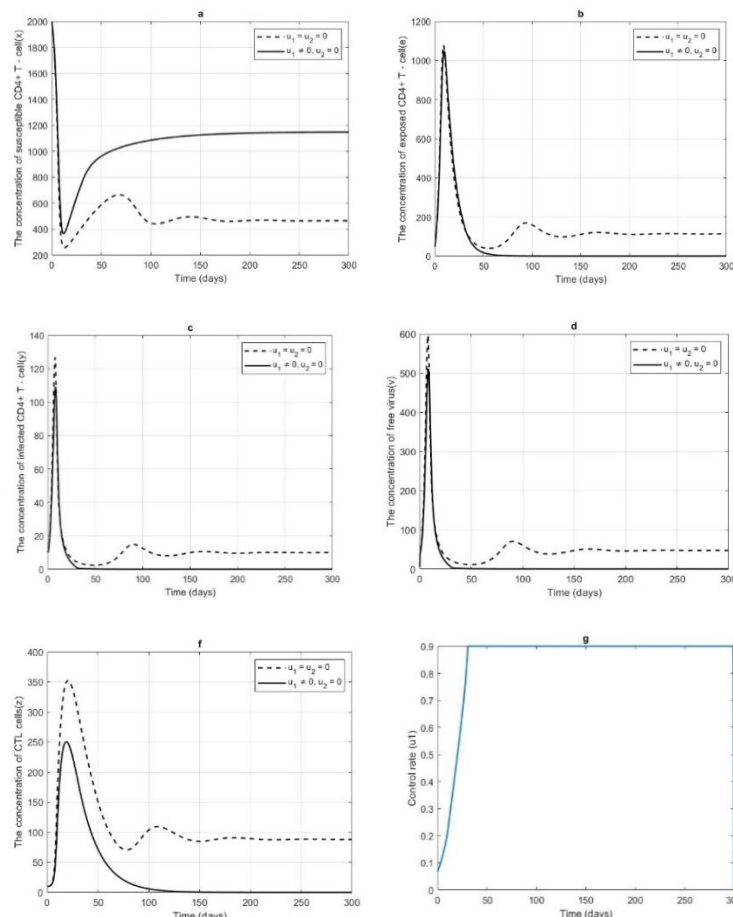 a
The concentration of susceptible CD4+ T - cell(x)
2000
1800
1600
1400
1200
1000
800
600
400
200
0 50 100 150 200 250 300
Time (days)
u1 = u2 = 0
u1 ≠ 0, u2 = 0
b
The concentration of exposed CD4+ T - cell(e)
1200
1000
800
600
400
200
0
0 50 100 150 200 250 300
Time (days)
u1 = u2 = 0
u1 ≠ 0, u2 = 0
c
The concentration of infected CD4+ T - cell(y)
140
120
100
80
60
40
20
0
0 50 100 150 200 250 300
Time (days)
u1 = u2 = 0
u1 ≠ 0, u2 = 0
d
The concentration of free virus(v)
600
500
400
300
200
100
0
0 50 100 150 200 250 300
Time (days)
u1 = u2 = 0
u1 ≠ 0, u2 = 0
f
The concentration of CTL cells(z)
400
350
300
250
200
150
100
50
0
0 50 100 150 200 250 300
Time (days)
u1 = u2 = 0
u1 ≠ 0, u2 = 0
g
Control rate (u1)
0.9
0.8
0.7
0.6
0.5
0.4
0.3
0.2
0.1
0
0 50 100 150 200 250 300
Time (days)